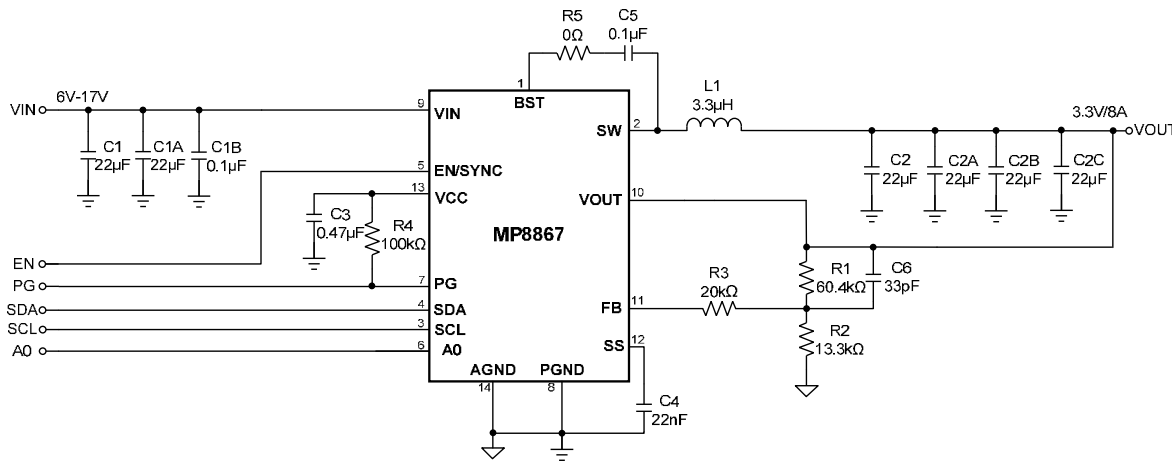 R5
0Ω
C5
0.1µF
1
BST
L1
3.3µH
VIN
6V-17V
9
VIN
SW
2
3.3V/8A
VOUT
C1
22µF
C1A
22µF
C1B
0.1µF
C2
22µF
C2A
22µF
C2B
22µF
C2C
22µF
5
EN/SYNC
13
VCC
VOUT
10
C3
0.47µF
R4
100kΩ
MP8867
EN
PG
7
PG
R3
20kΩ
R1
60.4kΩ
C6
33pF
SDA
4
SDA
FB
11
SCL
3
SCL
R2
13.3kΩ
A0
6
A0
SS
12
AGND
PGND
14
8
C4
22nF